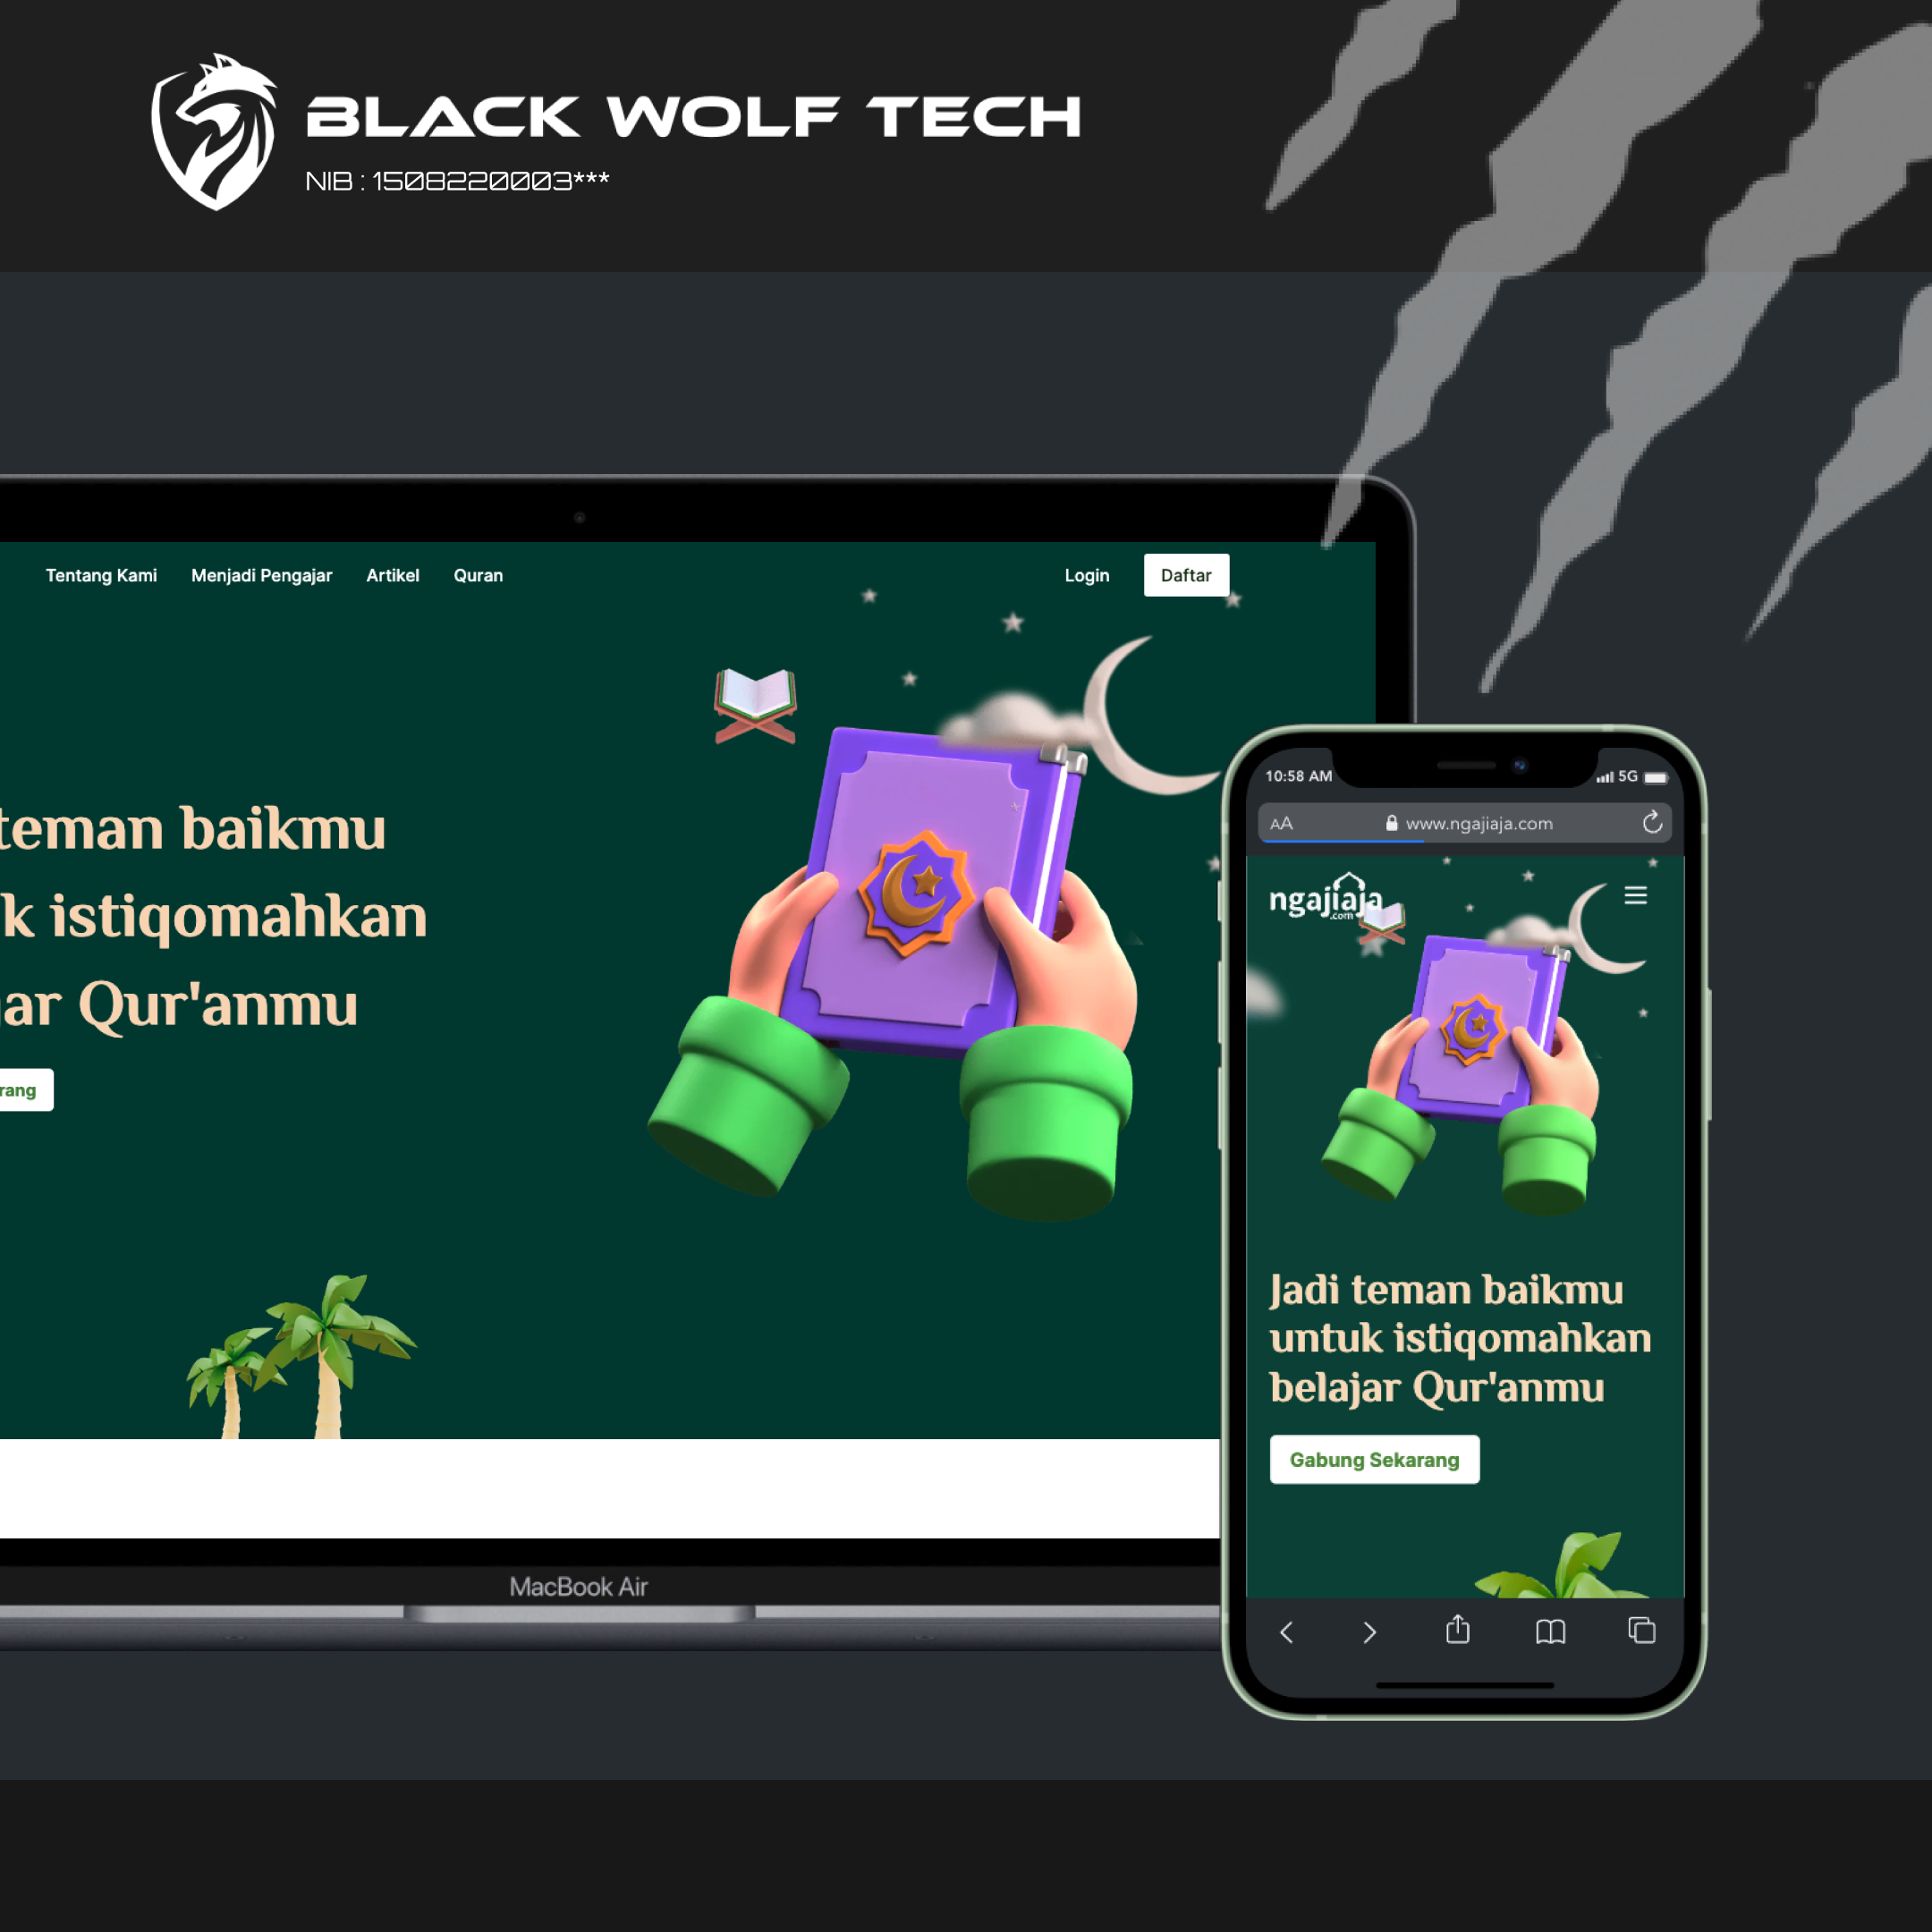 BLACK WOLF TECH
NIB : 1508220003***
Tentang Kami Menjadi Pengajar Artikel Quran Login Daftar
teman baikmu
k istiqomahkan
jar Qur'anmu
rang
MacBook Air
10:58 AM 5G
AA www.ngajiaja.com
ngajiaja
.com
Jadi teman baikmu
untuk istiqomahkan
belajar Qur'anmu
Gabung Sekarang